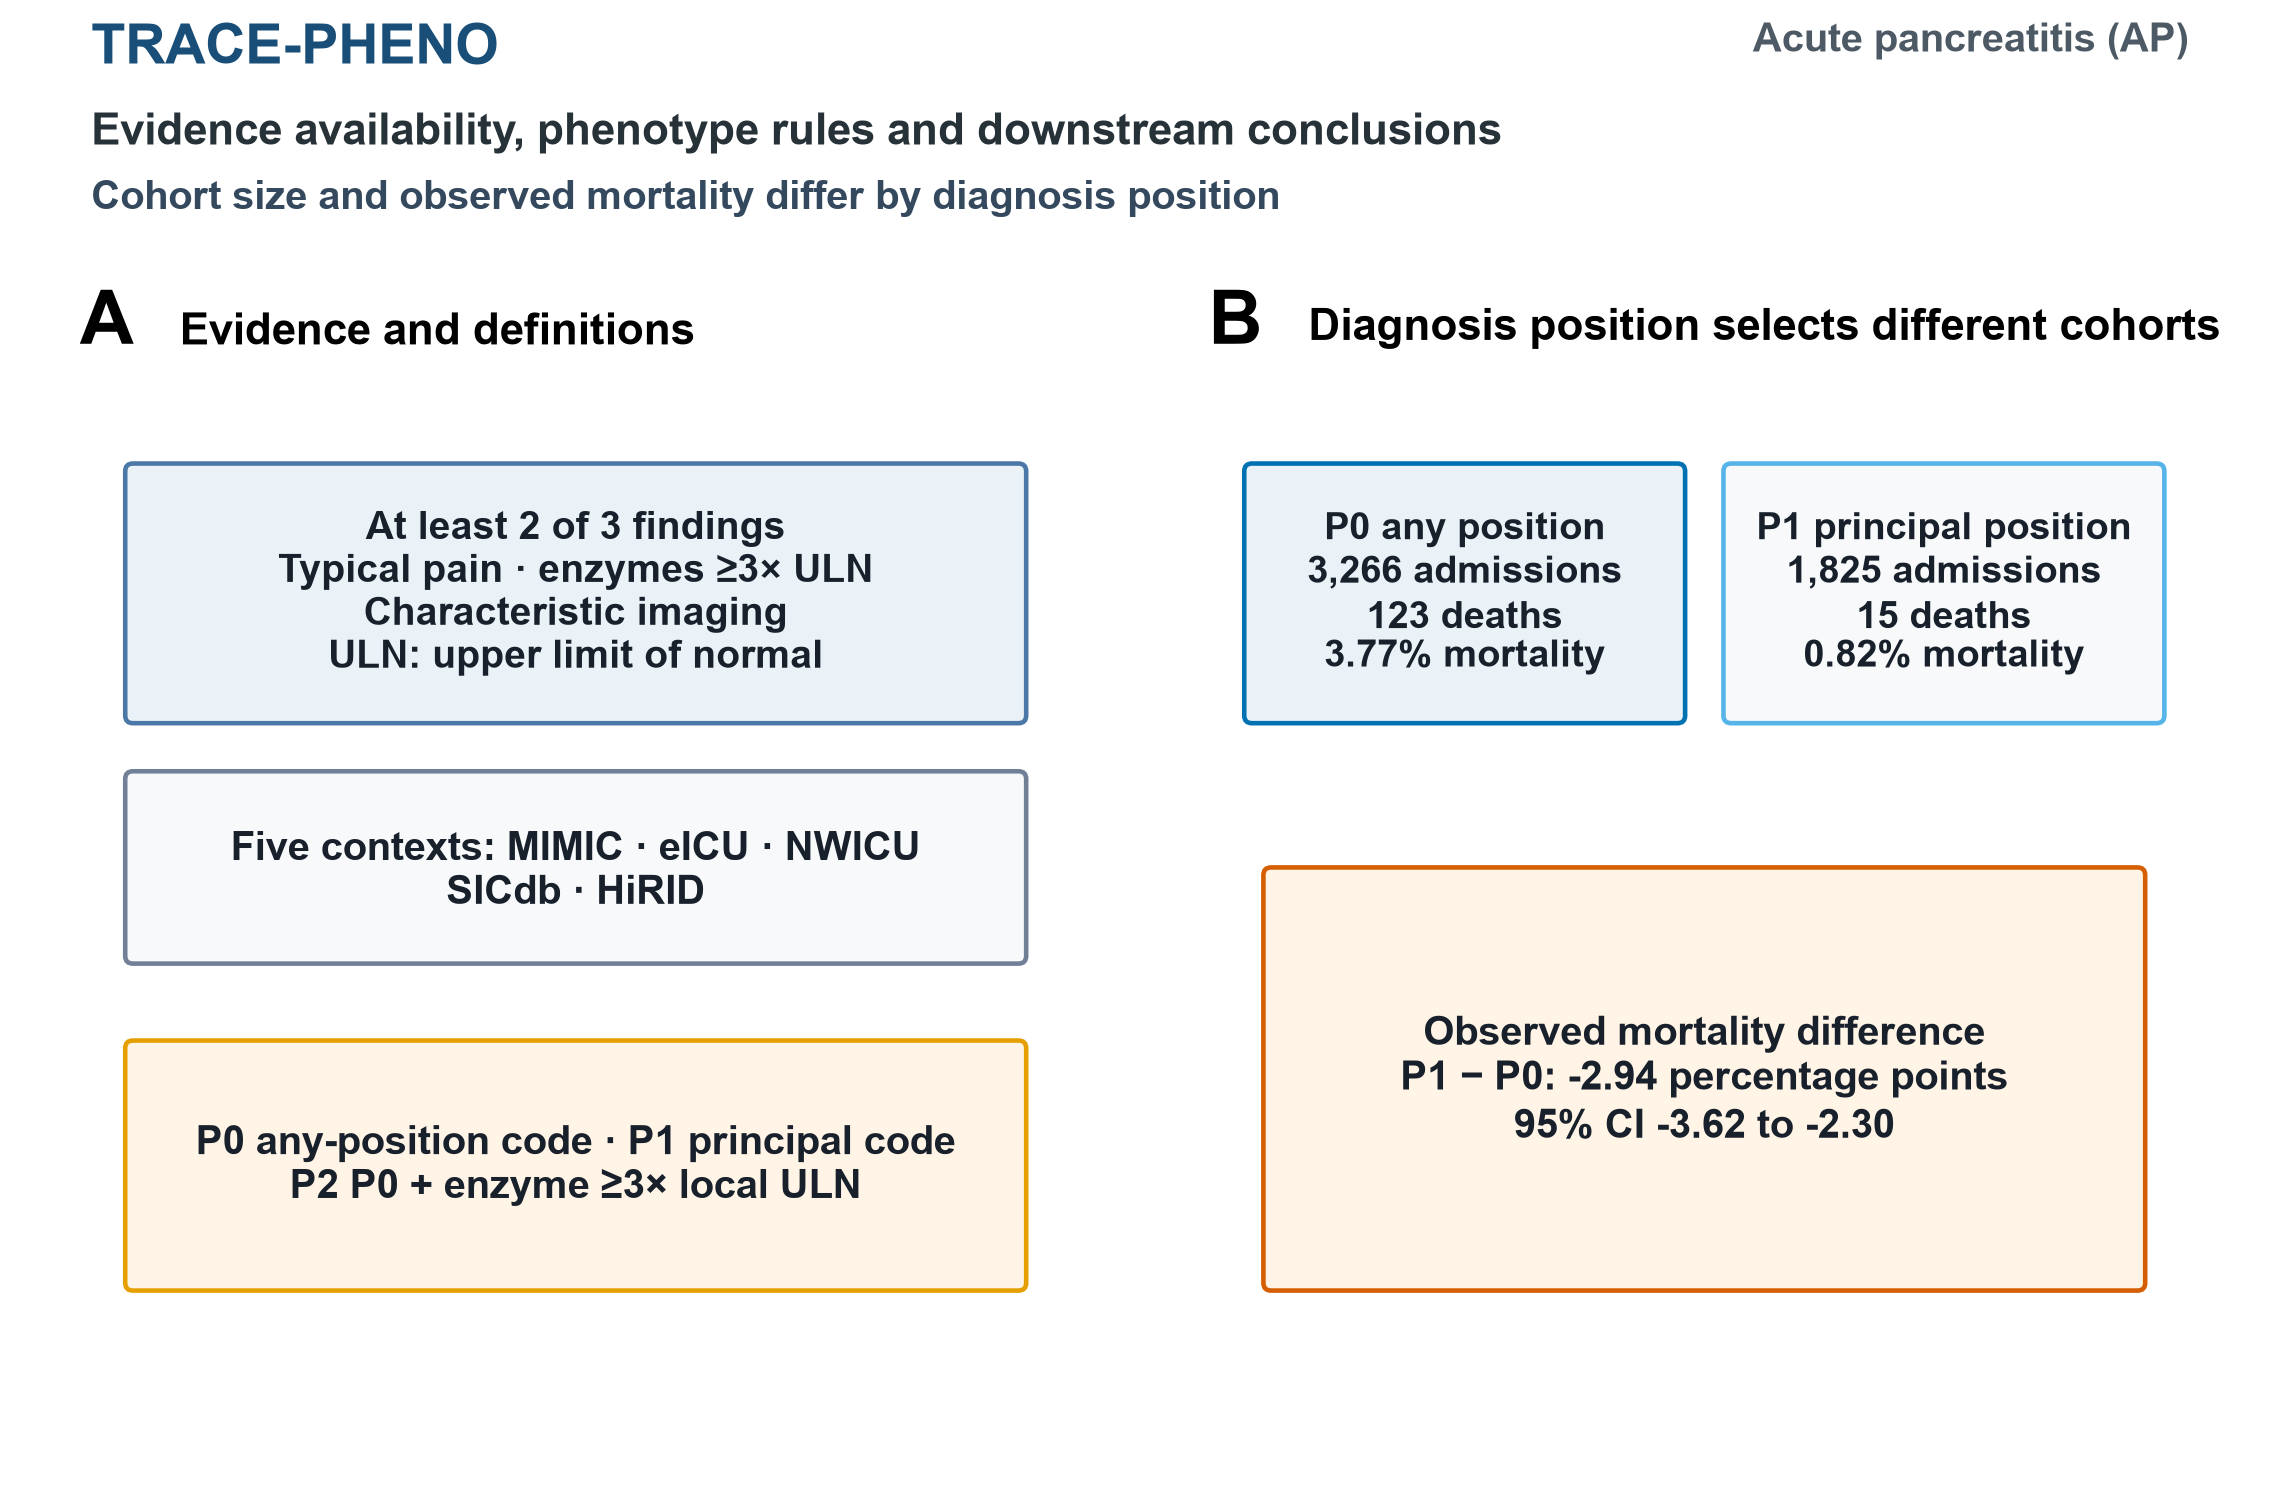 TRACE-PHENO
Acute pancreatitis (AP)
Evidence availability, phenotype rules and downstream conclusions
Cohort size and observed mortality differ by diagnosis position
A
Evidence and definitions
At least 2 of 3 findings
Typical pain · enzymes ≥3× ULN
Characteristic imaging
ULN: upper limit of normal
Five contexts: MIMIC · eICU · NWICU
SICdb · HiRID
P0 any-position code · P1 principal code
P2 P0 + enzyme ≥3× local ULN
B
Diagnosis position selects different cohorts
P0 any position
3,266 admissions
123 deaths
3.77% mortality
P1 principal position
1,825 admissions
15 deaths
0.82% mortality
Observed mortality difference
P1 − P0: -2.94 percentage points
95% CI -3.62 to -2.30